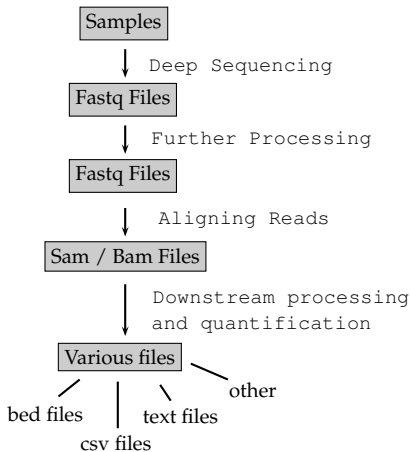 Samples
Deep Sequencing
Fastq Files
Further Processing
Fastq Files
Aligning Reads
Sam / Bam Files
Downstream processing
and quantification
Various files
other
bed files
text files
csv files